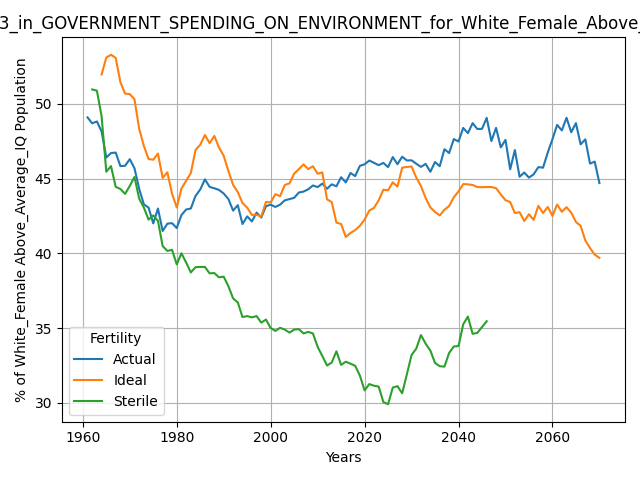 3_in_GOVERNMENT_SPENDING_ON_ENVIRONMENT_for_White_Female_Above_
% of White_Female Above_Average_IQ Population
50
45
40
35
30
Fertility
Actual
Ideal
Sterile
1960 1980 2000 2020 2040 2060
Years